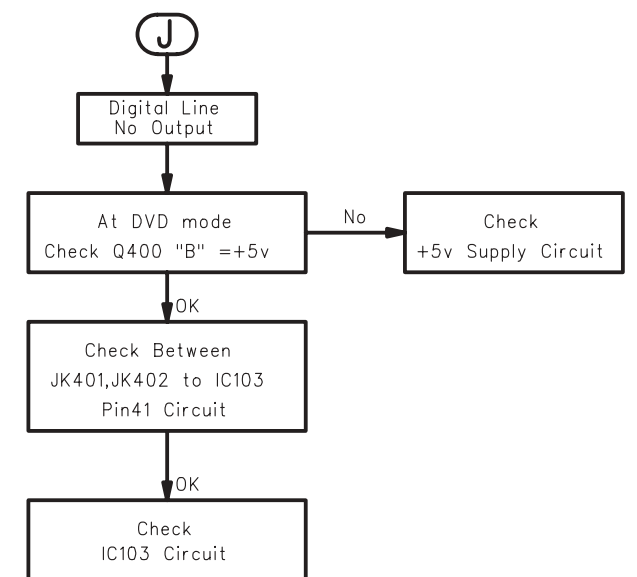 J
Digital Line
No Output
At DVD mode
Check Q400 "B" =+5v
No
Check
+5v Supply Circuit
OK
Check Between
JK401,JK402 to IC103
Pin41 Circuit
OK
Check
IC103 Circuit